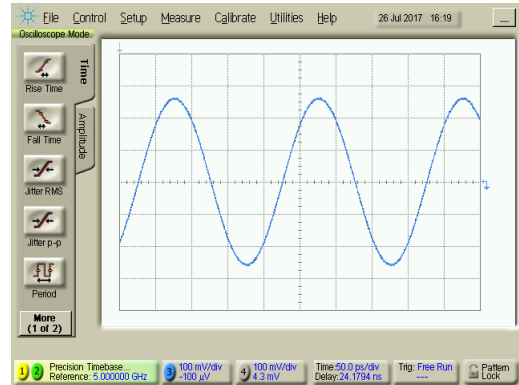 File Control Setup Measure Calibrate Utilities Help 26 Jul 2017 16:19
Oscilloscope Mode
Time
Amplitude
Rise Time
Fall Time
Jitter RMS
Jitter p-p
Period
More
(1 of 2)
1 2 Precision Timebase...
Reference: 5.000000 GHz
3 100 mV/div
-100 µV
4 100 mV/div
4.3 mV
Time:50.0 ps/div
Delay:24.1794 ns
Trig: Free Run
---
Pattern
Lock